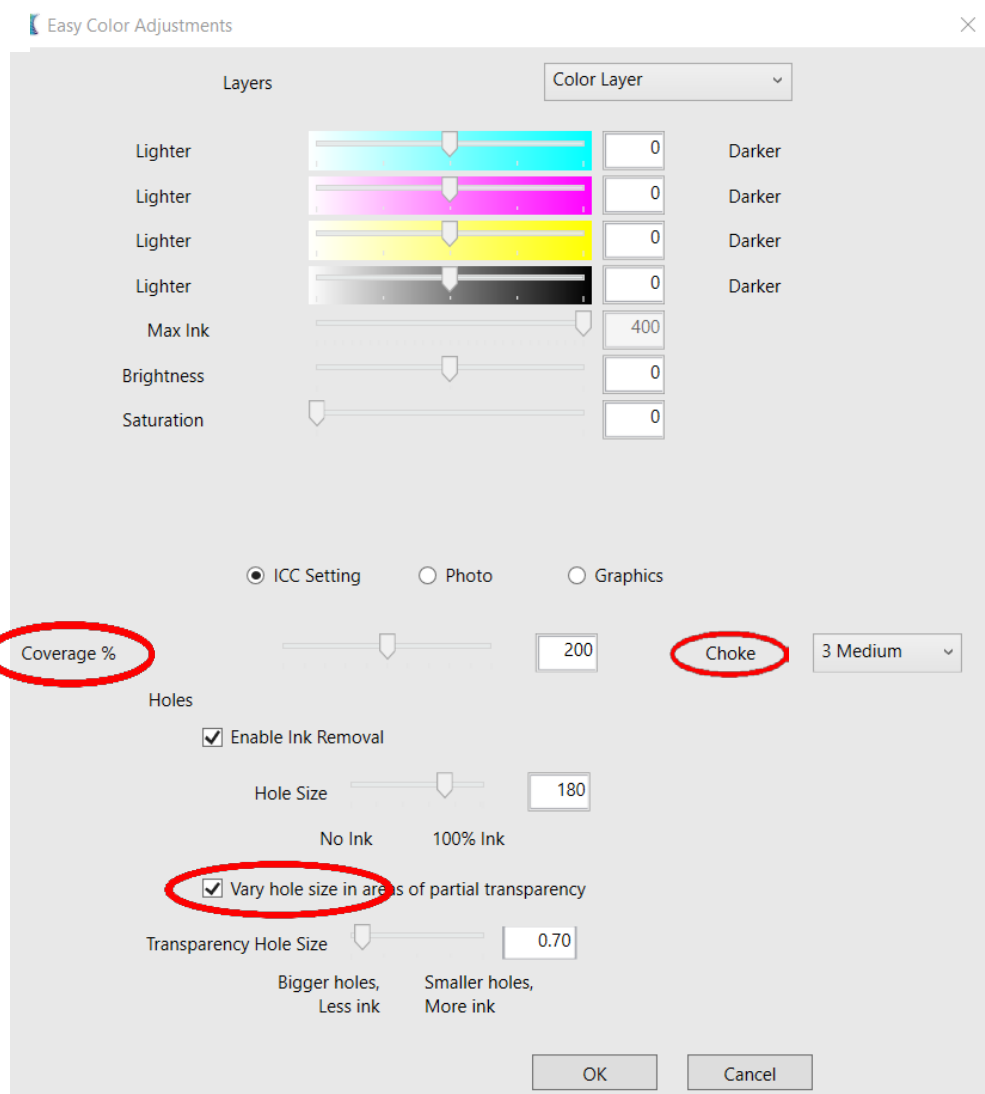 Easy Color Adjustments
Layers Color Layer
Lighter 0 Darker
Lighter 0 Darker
Lighter 0 Darker
Lighter 0 Darker
Max Ink 400
Brightness 0
Saturation 0
ICC Setting Photo Graphics
Coverage % 200 Choke 3 Medium
Holes
Enable Ink Removal
Hole Size 180
No Ink 100% Ink
Vary hole size in areas of partial transparency
Transparency Hole Size 0.70
Bigger holes, Smaller holes,
Less ink More ink
OK Cancel